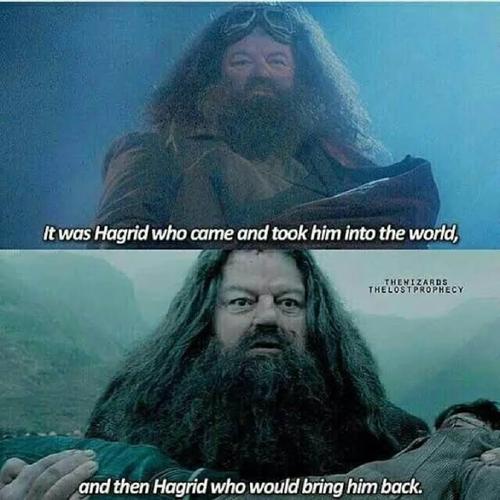 It was Hagrid who came and took him into the world,
THEWIZARDS
THELOSTPROPHECY
and then Hagrid who would bring him back.